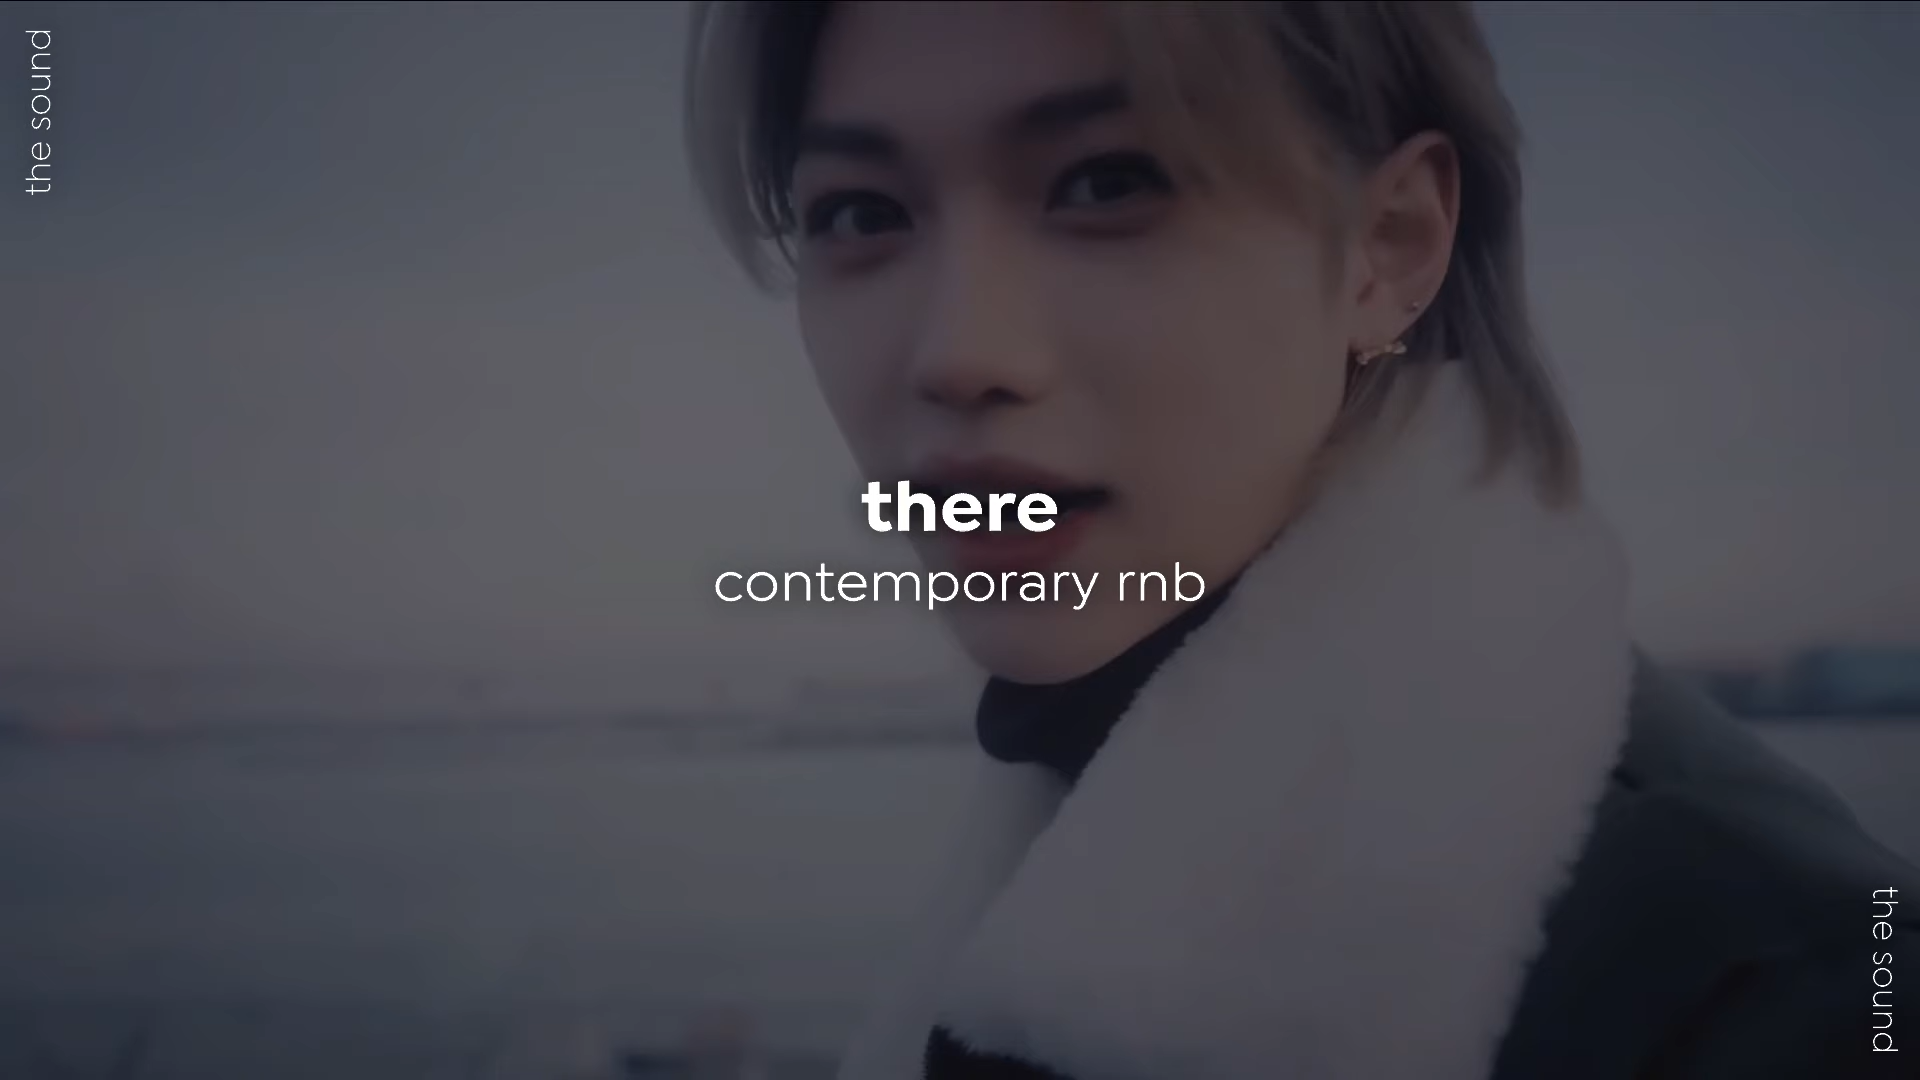 the sound
there
contemporary rnb
the sound